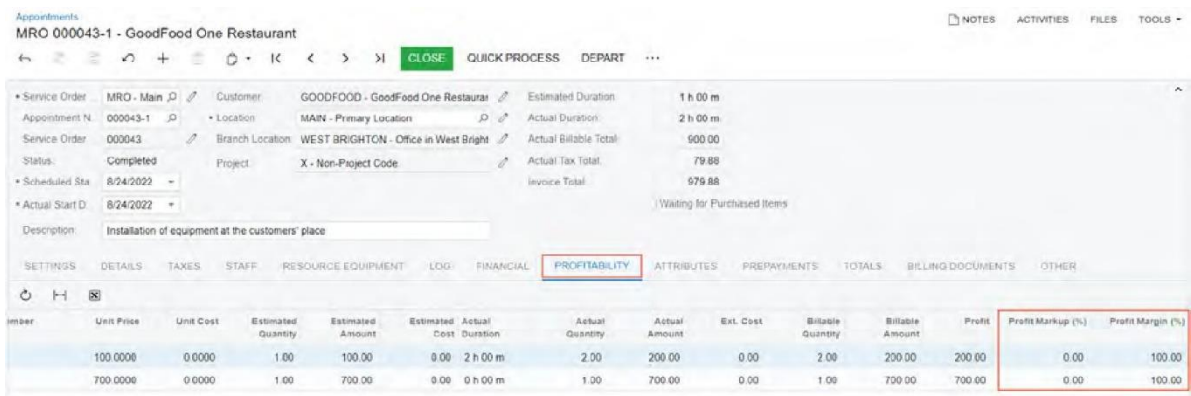 Appointments
MRO 000043-1 - GoodFood One Restaurant
NOTES ACTIVITIES FILES TOOLS
CLOSE QUICK PROCESS DEPART ...
* Service Order MRO - Main Customer: GOODFOOD - GoodFood One Restaurar Estimated Duration: 1 h 00 m
Appointment N. 000043-1 * Location: MAIN - Primary Location Actual Duration: 2 h 00 m
Service Order 000043 Branch Location: WEST BRIGHTON - Office in West Bright Actual Billable Total: 900.00
Status: Completed Project: X - Non-Project Code. Actual Tax Total: 79.88
* Scheduled Sta 8/24/2022 Invoice Total: 979.88
* Actual Start D 8/24/2022 Waiting for Purchased Items
Description: Installation of equipment at the customers' place
SETTINGS DETAILS TAXES STAFF RESOURCE EQUIPMENT LOG FINANCIAL PROFITABILITY ATTRIBUTES PREPAYMENTS TOTALS BILLING DOCUMENTS OTHER
mber Unit Price Unit Cost Estimated Quantity Estimated Amount Estimated Cost Actual Duration Actual Quantity Actual Amount Ext. Cost Billable Quantity Billable Amount Profit Profit Markup (%) Profit Margin (%)
100.0000 0.0000 1.00 100.00 0.00 2 h 00 m 2.00 200.00 0.00 2.00 200.00 200.00 0.00 100.00
700.0000 0.0000 1.00 700.00 0.00 0 h 00 m 1.00 700.00 0.00 1.00 700.00 700.00 0.00 100.00